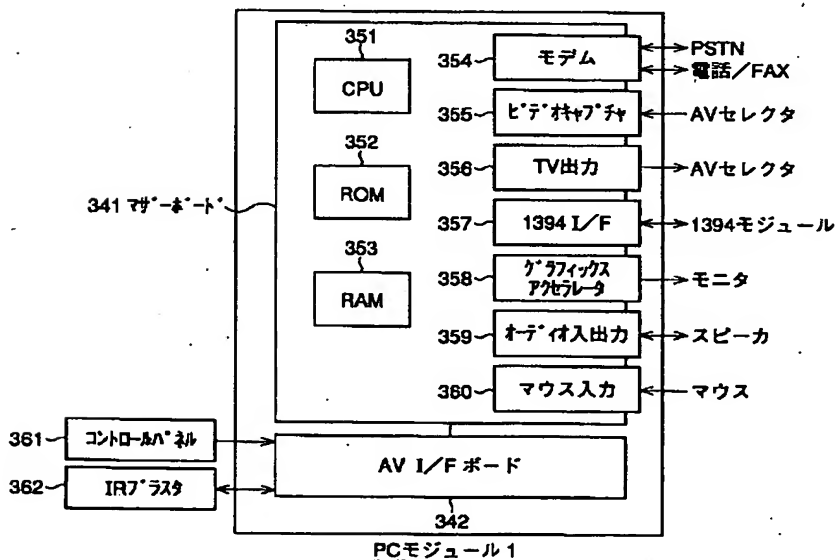 351
CPU
352
ROM
353
RAM
341 マザーボード
354
モデム
PSTN
電話/FAX
355
ビデオキャプチャ
AVセレクタ
356
TV出力
AVセレクタ
357
1394 I/F
1394モジュール
358
グラフィックス
アクセラレータ
モニタ
359
オーディオ入出力
スピーカ
360
マウス入力
マウス
361
コントロールパネル
362
IRブラスタ
AV I/F ボード
342
PCモジュール 1